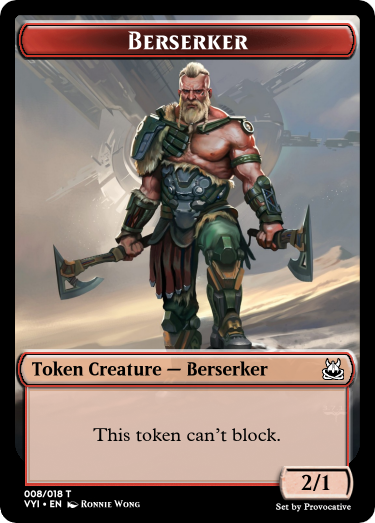 Berserker
Token Creature — Berserker
This token can't block.
2/1
008/018 T
VYI • EN Ronnie Wong
Set by Provocative